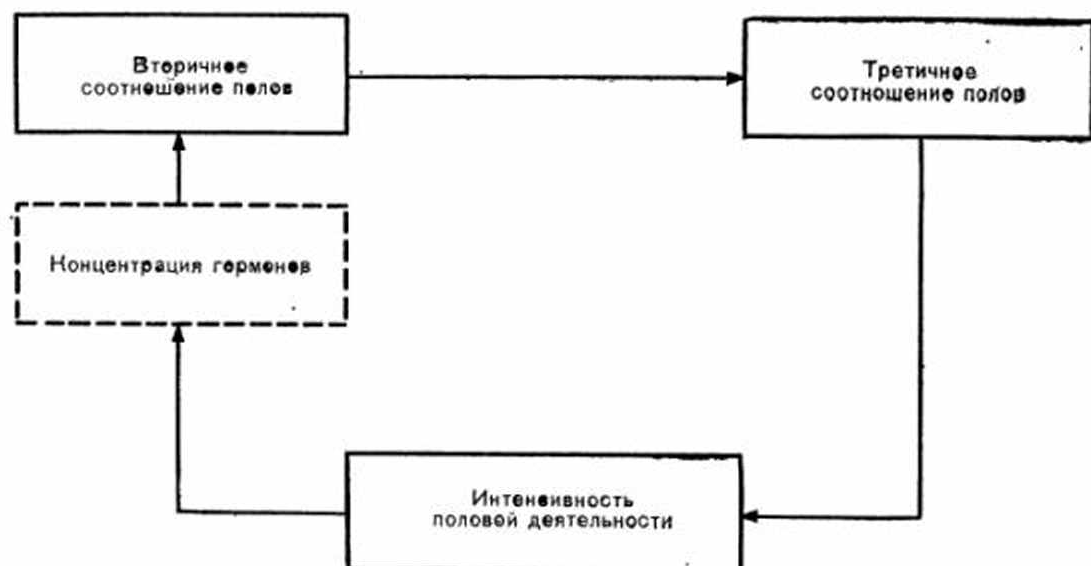 Вторичное
соотношение полов
Третичное
соотношение полов
Концентрация гормонов
Интенсивность
половой деятельности